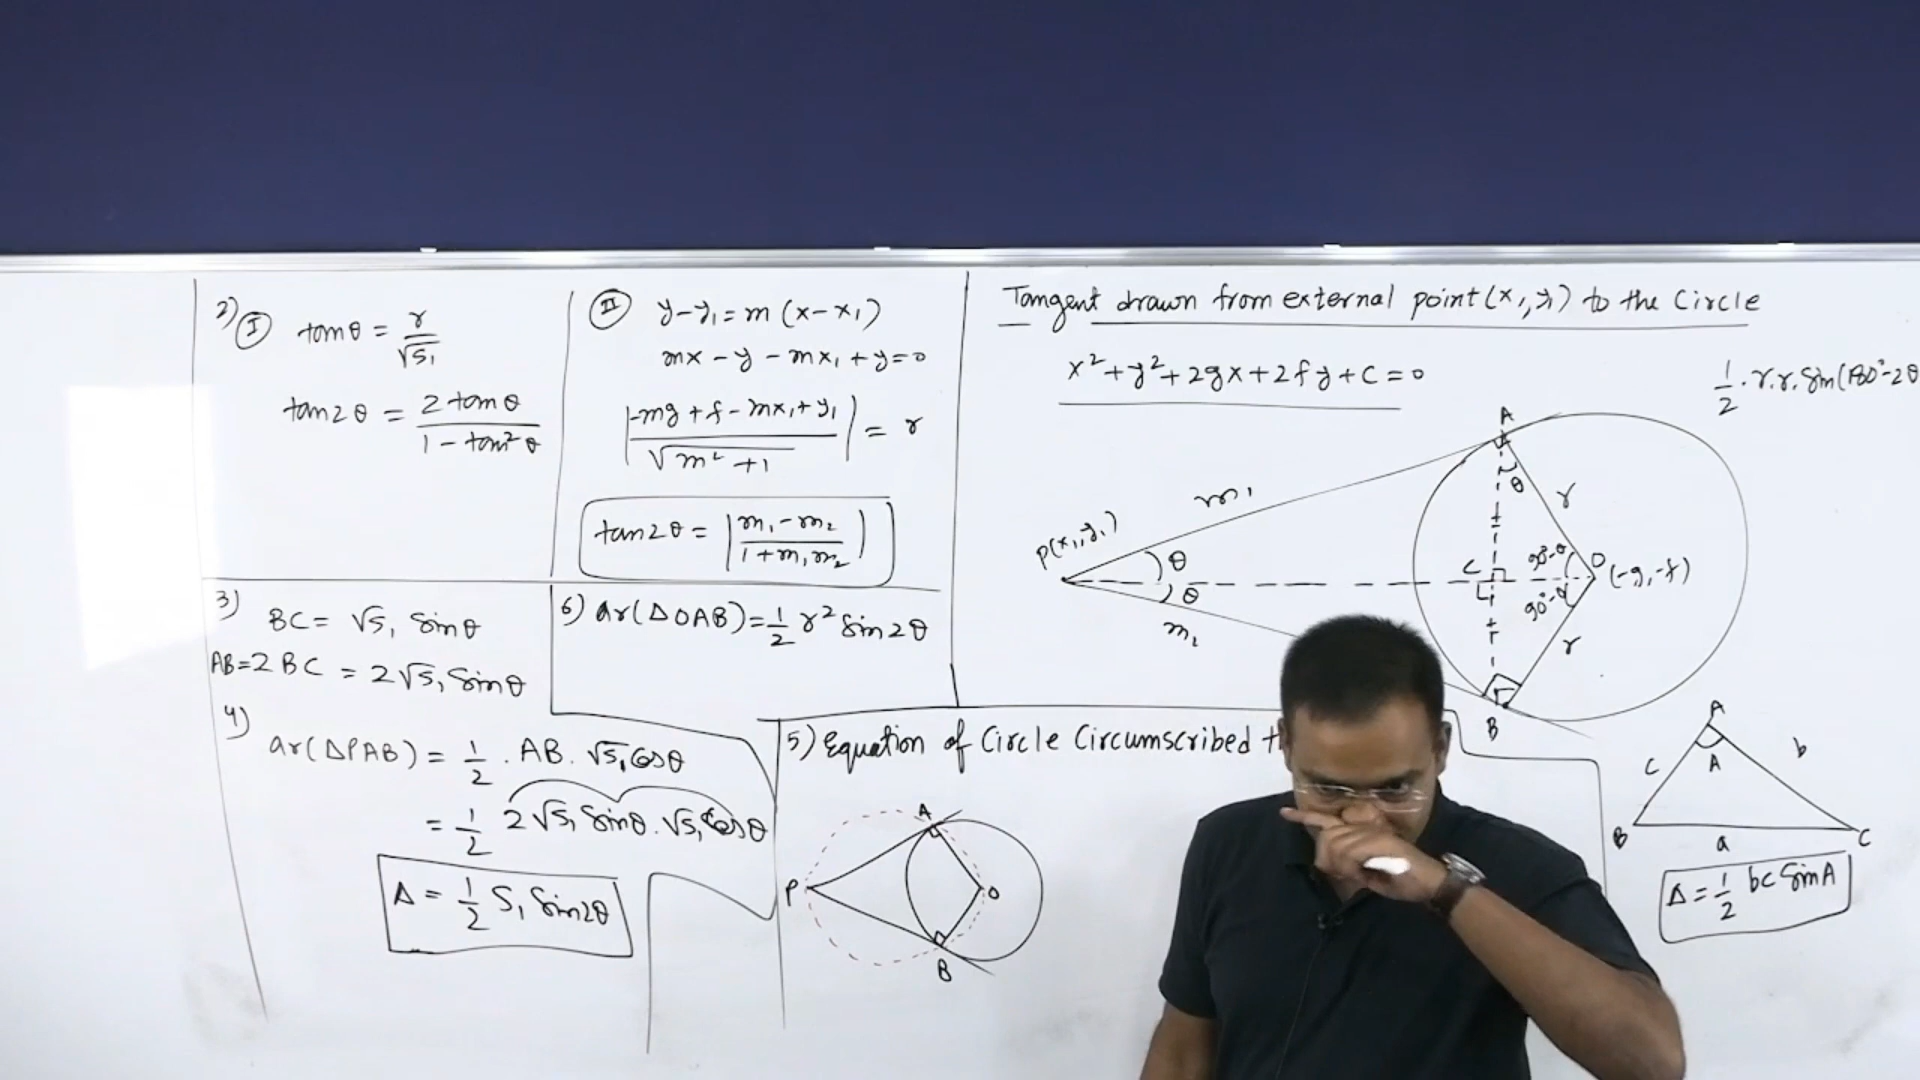 2) Ⓘ tanθ = r/√S₁
tan2θ = 2 tanθ / 1 - tan²θ
Ⓘ︎Ⓘ y-y₁ = m (x-x₁)
mx - y - mx₁ + y = 0
|-mg + f - mx₁ + y₁ / √m² + 1| = r
tan2θ = |m₁ - m₂ / 1 + m₁m₂|
3) BC = √S₁ Sinθ
AB = 2BC = 2√S₁ Sinθ
6) ar(ΔOAB) = 1/2 r² Sin2θ
4) ar(ΔPAB) = 1/2 . AB . √S₁ Cosθ
= 1/2 2√S₁ Sinθ . √S₁ Cosθ
Δ = 1/2 S₁ Sin2θ
Tangent drawn from external point (x₁,y₁) to the Circle
x² + y² + 2gx + 2fy + c = 0
1/2 . r.r. Sin(180°-2θ
A
θ
r
m₁
P(x₁,y₁)
θ
θ
m₂
C
L
90°-θ
90°-θ
O (-g,-f)
r
B
5) Equation of Circle Circumscribed
A
P
O
B
A
A
c
b
B
a
C
Δ = 1/2 bc SinA